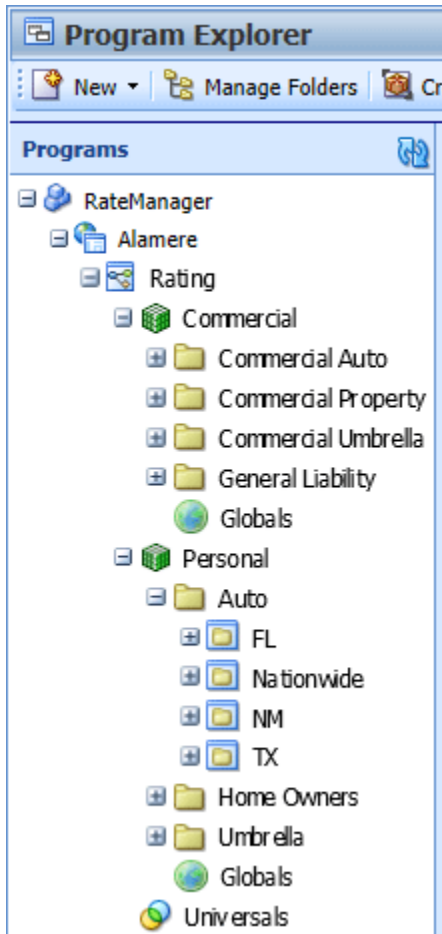 Program Explorer
New Manage Folders Cr
Programs
RateManager
Alamere
Rating
Commercial
Commercial Auto
Commercial Property
Commercial Umbrella
General Liability
Globals
Personal
Auto
FL
Nationwide
NM
TX
Home Owners
Umbrella
Globals
Universals